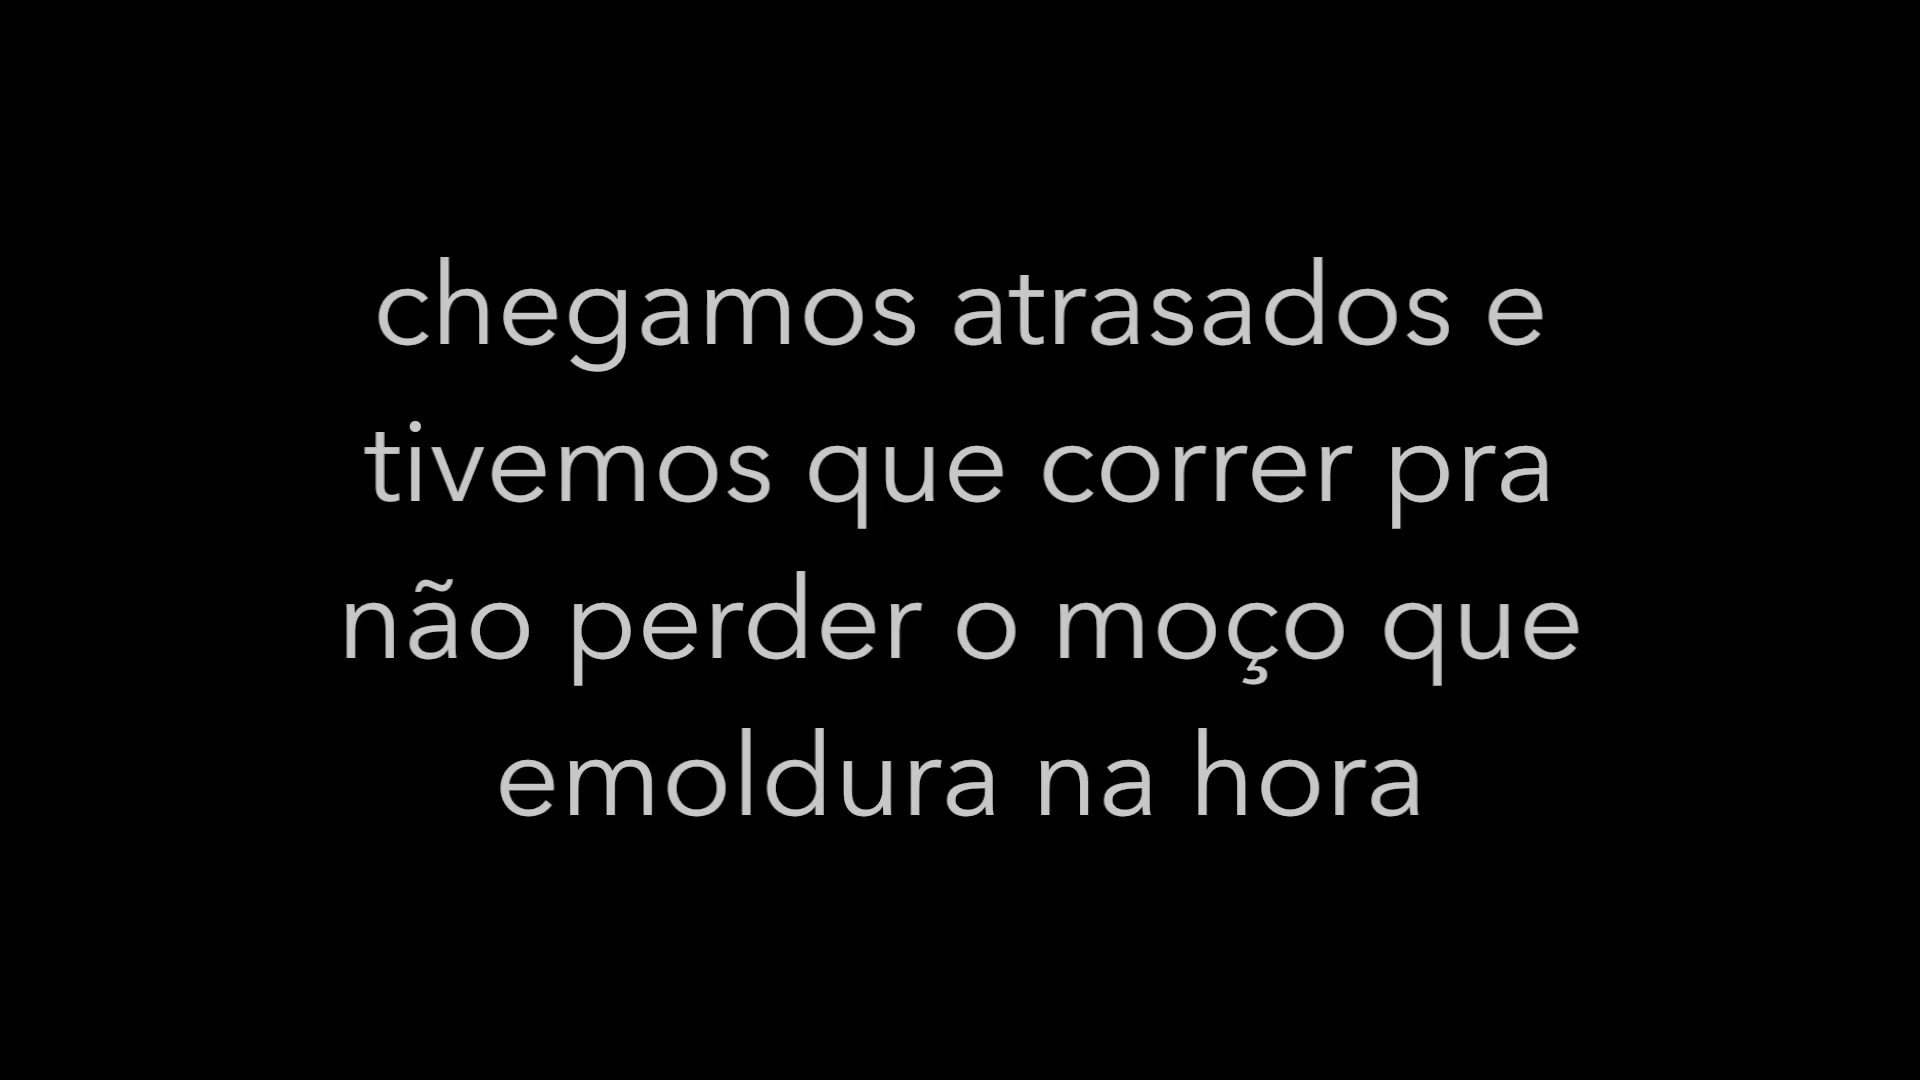 chegamos atrasados e
tivemos que correr pra
não perder o moço que
emoldura na hora